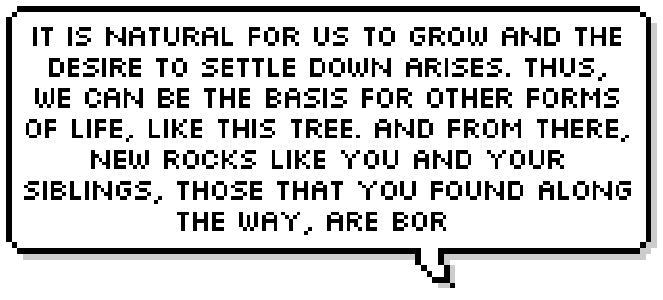 IT IS NATURAL FOR US TO GROW AND THE
DESIRE TO SETTLE DOWN ARISES. THUS,
WE CAN BE THE BASIS FOR OTHER FORMS
OF LIFE, LIKE THIS TREE. AND FROM THERE,
NEW ROCKS LIKE YOU AND YOUR
SIBLINGS, THOSE THAT YOU FOUND ALONG
THE WAY, ARE BOR